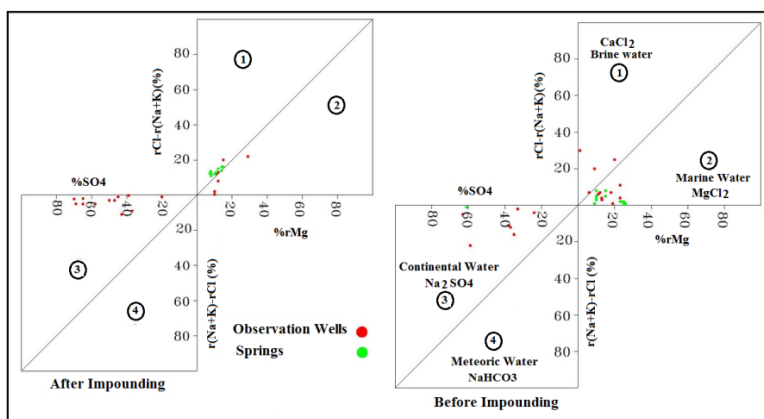 80
60
40
20
rCl-r(Na+K)(%)
1
2
%SO4
80
60
40
20
20
40
60
80
%rMg
20
40
60
80
r(Na+K)-rCl (%)
3
4
Observation Wells
Springs
After Impounding
80
60
40
20
rCl-r(Na+K)(%)
CaCl2
Brine water
1
2
Marine Water
MgCl2
%SO4
80
60
40
20
20
40
60
80
%rMg
20
40
60
80
r(Na+K)-rCl (%)
Continental Water
Na2SO4
3
4
Meteoric Water
NaHCO3
Before Impounding